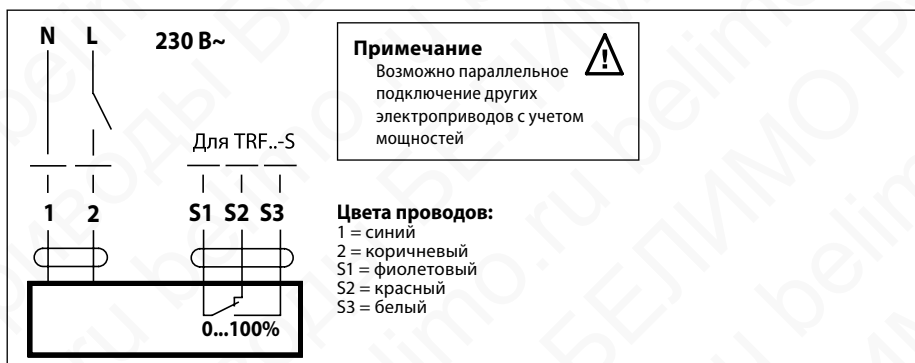 N L 230 В~
Для TRF..-S
1 2 S1 S2 S3
0...100%
Примечание
Возможно параллельное
подключение других
электроприводов с учетом
мощностей
Цвета проводов:
1 = синий
2 = коричневый
S1 = фиолетовый
S2 = красный
S3 = белый